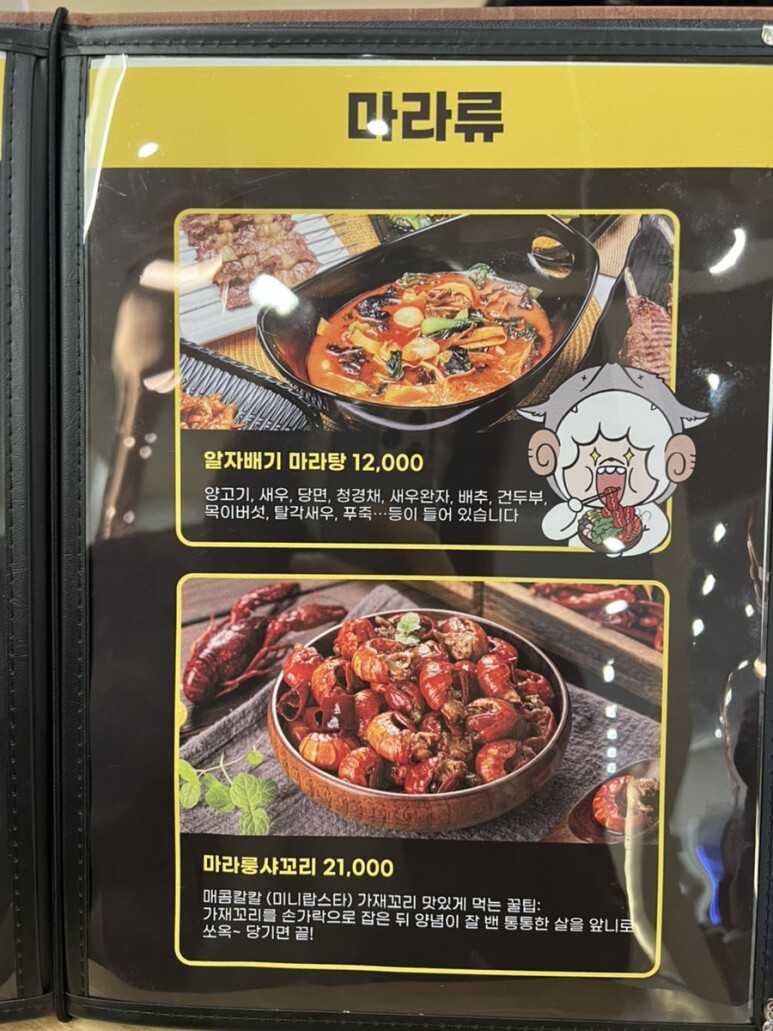 마라류
알자배기 마라탕 12,000
양고기, 새우, 당면, 청경채, 새우완자, 배추, 건두부,
목이버섯, 탈각새우, 푸죽…등이 들어 있습니다
마라룽샤꼬리 21,000
매콤칼칼 (미니랍스타) 가재꼬리 맛있게 먹는 꿀팁:
가재꼬리를 손가락으로 잡은 뒤 양념이 잘 밴 통통한 살을 앞니로
쏘옥~ 당기면 끝!